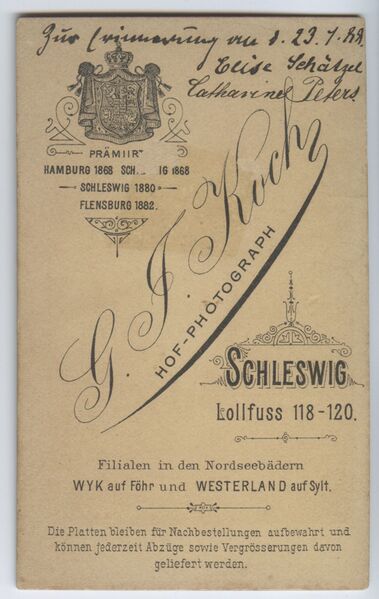 Zur Erinnerung an d. 23.7.88.
Elise Schätzel
Catharine Peters.
PRÄMIIRT
HAMBURG 1868 SCH IG 1868
SCHLESWIG 1880
FLENSBURG 1882.
G. J. Koch
HOF-PHOTOGRAPH
SCHLESWIG
Lollfuss 118-120.
Filialen in den Nordseebädern
WYK auf Föhr und WESTERLAND auf Sylt.
Die Platten bleiben für Nachbestellungen aufbewahrt und
können jederzeit Abzüge sowie Vergrösserungen davon
geliefert werden.